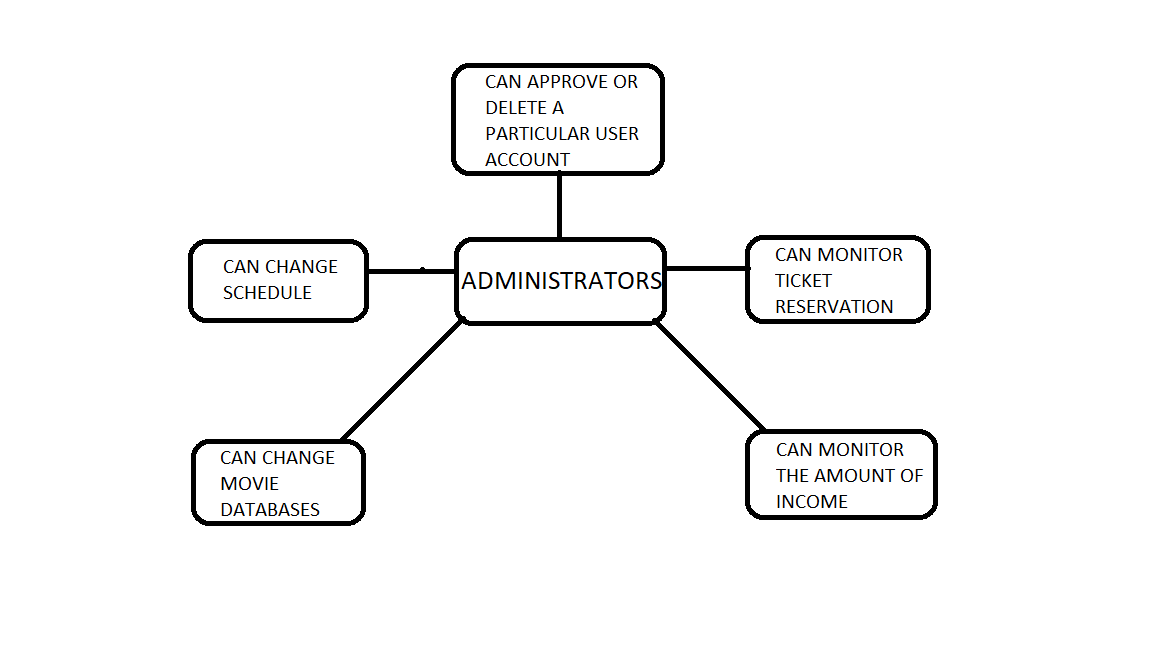 CAN APPROVE OR
DELETE A
PARTICULAR USER
ACCOUNT
CAN CHANGE
SCHEDULE
ADMINISTRATORS
CAN MONITOR
TICKET
RESERVATION
CAN CHANGE
MOVIE
DATABASES
CAN MONITOR
THE AMOUNT OF
INCOME